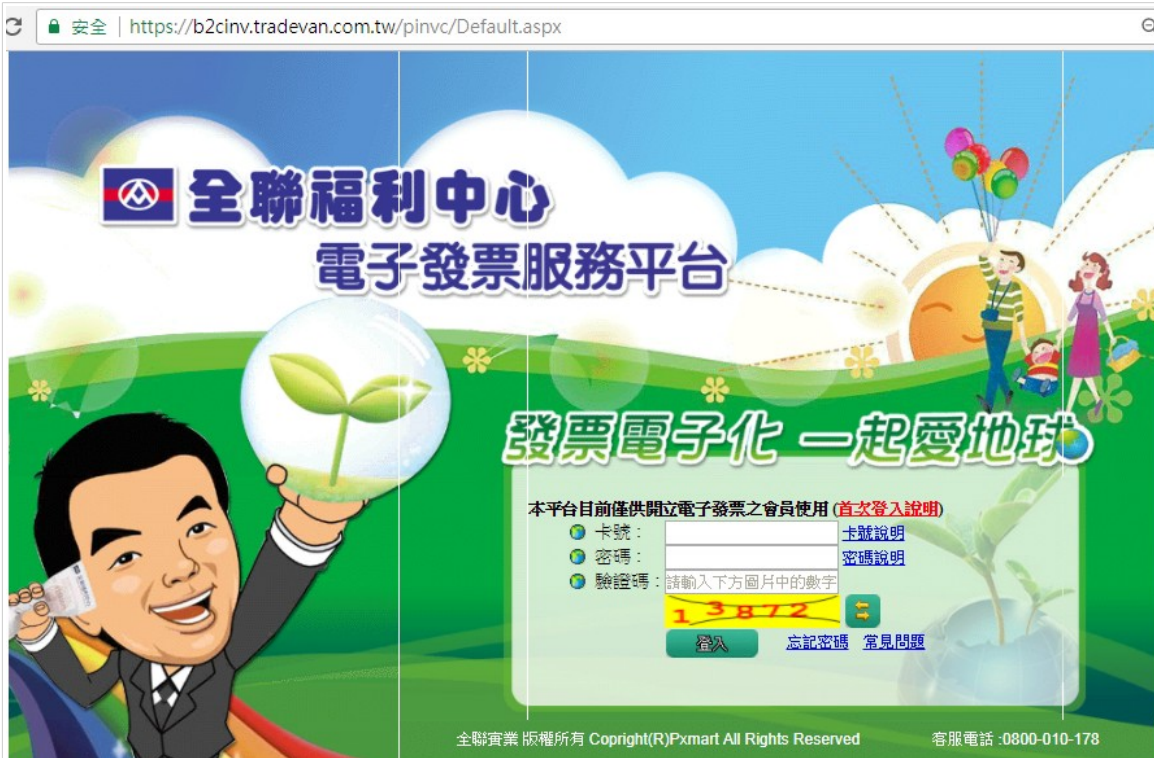 安全 | https://b2cinv.tradevan.com.tw/pinvc/Default.aspx
全聯福利中心
電子發票服務平台
發票電子化 一起愛地球
本平台目前僅供開立電子發票之會員使用 (首次登入說明)
卡號： 卡號說明
密碼： 密碼說明
驗證碼： 請輸入下方圖片中的數字
13872
登入 忘記密碼 常見問題
全聯實業 版權所有 Copright(R)Pxmart All Rights Reserved 客服電話 :0800-010-178